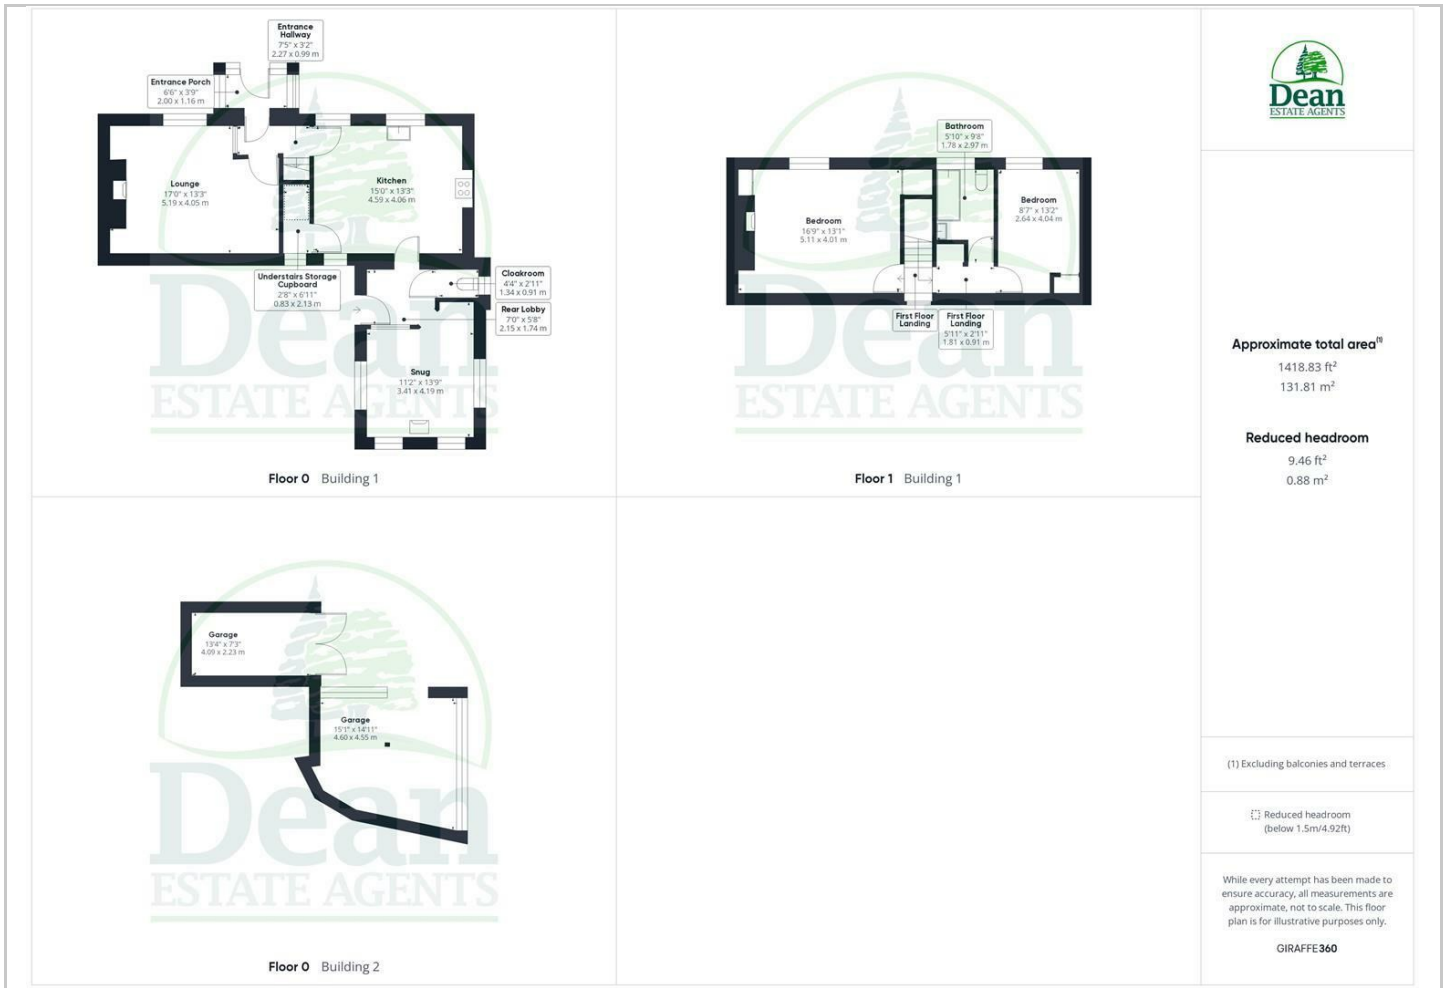 Entrance
Hallway
7'5" x 3'2"
2.27 x 0.99 m
Entrance Porch
6'6" x 3'9"
2.00 x 1.16 m
Lounge
17'0" x 13'3"
5.19 x 4.05 m
Kitchen
15'0" x 13'3"
4.59 x 4.06 m
Understairs Storage
Cupboard
2'8" x 6'11"
0.83 x 2.13 m
Cloakroom
4'4" x 2'11"
1.34 x 0.91 m
Rear Lobby
7'0" x 5'8"
2.15 x 1.74 m
Snug
11'2" x 13'9"
3.41 x 4.19 m
Dean
ESTATE AGENTS
Floor 0 Building 1
Bathroom
5'10" x 9'8"
1.78 x 2.97 m
Bedroom
16'9" x 13'1"
5.11 x 4.01 m
Bedroom
8'7" x 13'2"
2.64 x 4.04 m
First Floor
Landing
First Floor
Landing
5'11" x 2'11"
1.81 x 0.91 m
Dean
ESTATE AGENTS
Floor 1 Building 1
Garage
13'4" x 7'3"
4.09 x 2.23 m
Garage
15'1" x 14'11"
4.60 x 4.55 m
Dean
ESTATE AGENTS
Floor 0 Building 2
Dean
ESTATE AGENTS
Approximate total area(1)
1418.83 ft²
131.81 m²
Reduced headroom
9.46 ft²
0.88 m²
(1) Excluding balconies and terraces
Reduced headroom
(below 1.5m/4.92ft)
While every attempt has been made to
ensure accuracy, all measurements are
approximate, not to scale. This floor
plan is for illustrative purposes only.
GIRAFFE360